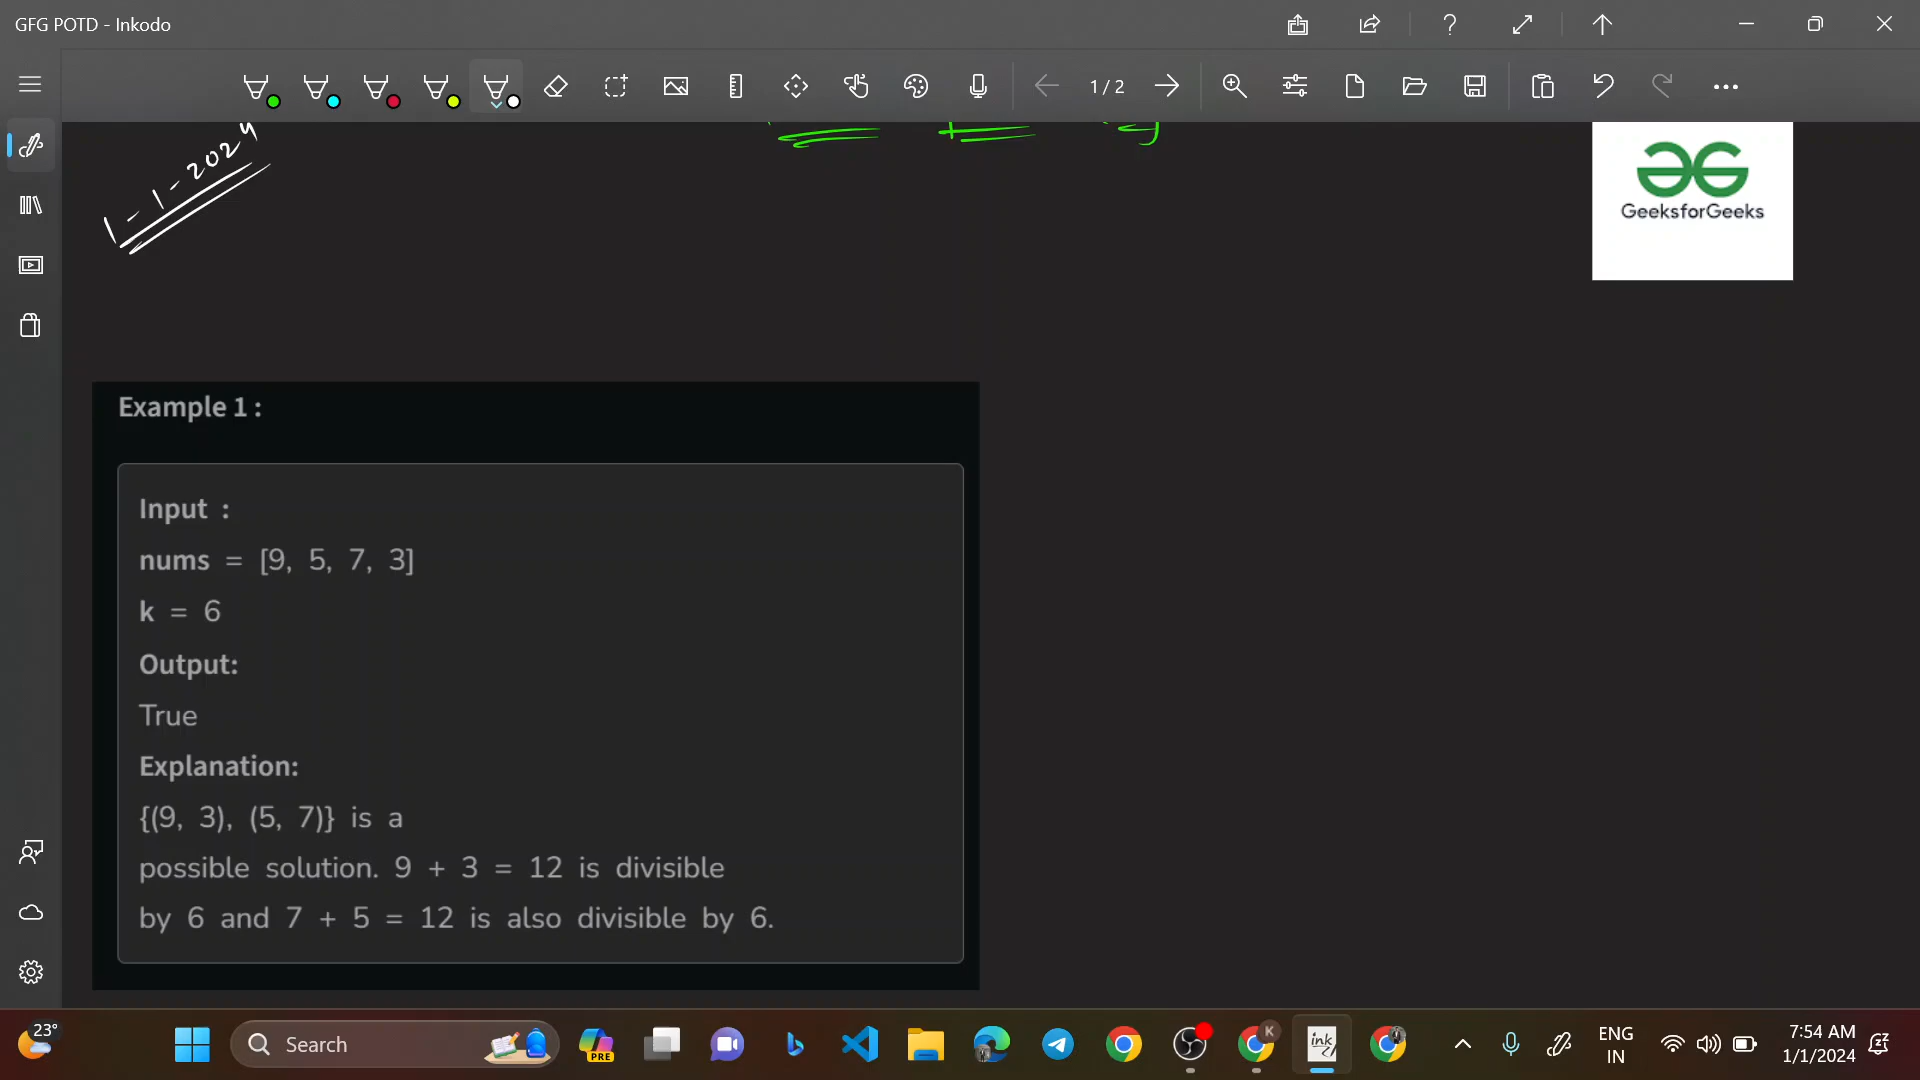 GFG POTD - Inkodo
1 / 2
1 - 1 - 2024
GeeksforGeeks
Example 1 :
Input :
nums = [9, 5, 7, 3]
k = 6
Output:
True
Explanation:
{(9, 3), (5, 7)} is a
possible solution. 9 + 3 = 12 is divisible
by 6 and 7 + 5 = 12 is also divisible by 6.
23°
Search
PRE
K
ink
ENG
IN
7:54 AM
1/1/2024